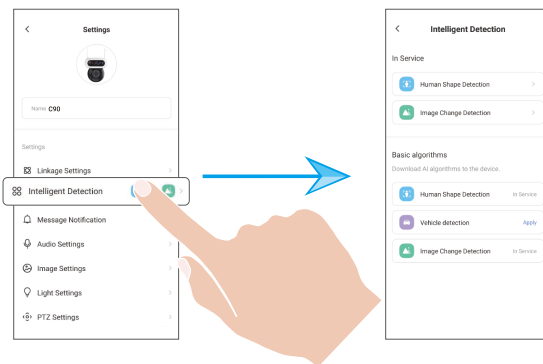 Settings
Name C90
Settings
Linkage Settings
Intelligent Detection
Message Notification
Audio Settings
Image Settings
Light Settings
PTZ Settings
Intelligent Detection
In Service
Human Shape Detection
Image Change Detection
Basic algorithms
Download AI algorithms to the device.
Human Shape Detection In Service
Vehicle detection Apply
Image Change Detection In Service